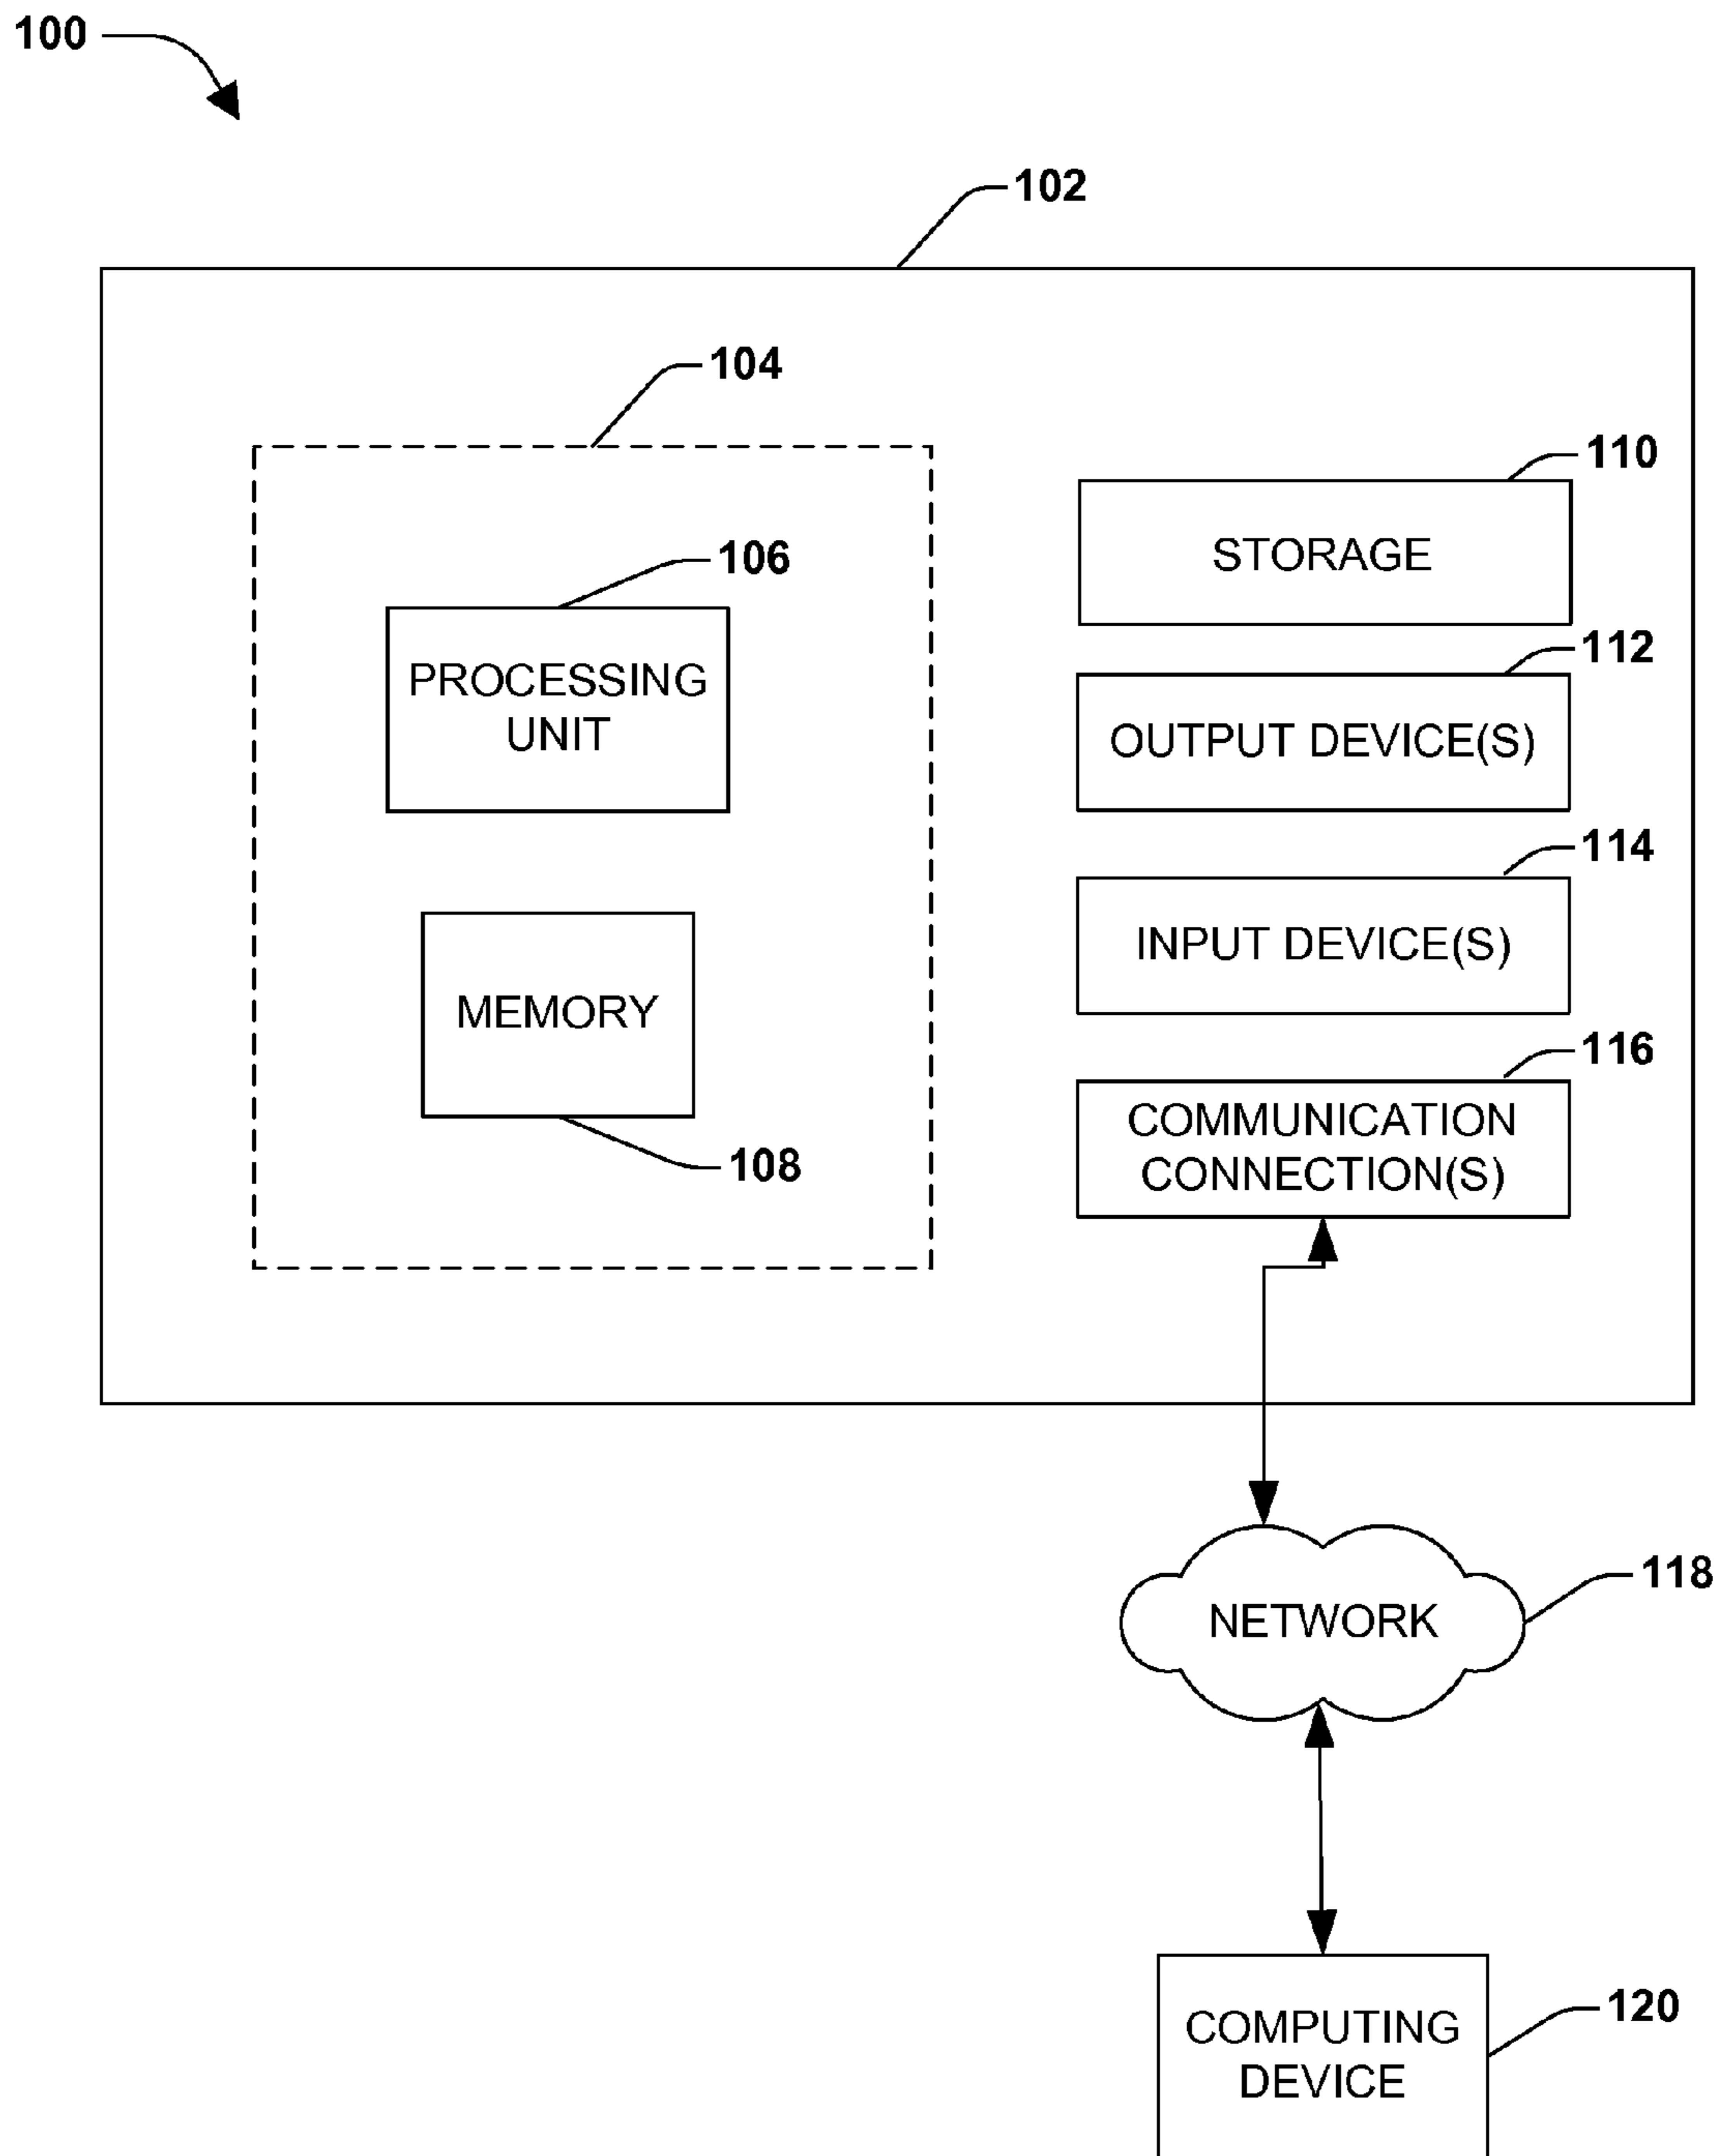 100
102
104
110
STORAGE
106
112
PROCESSING
UNIT
OUTPUT DEVICE(S)
114
INPUT DEVICE(S)
MEMORY
116
COMMUNICATION
CONNECTION(S)
108
118
NETWORK
120
COMPUTING
DEVICE